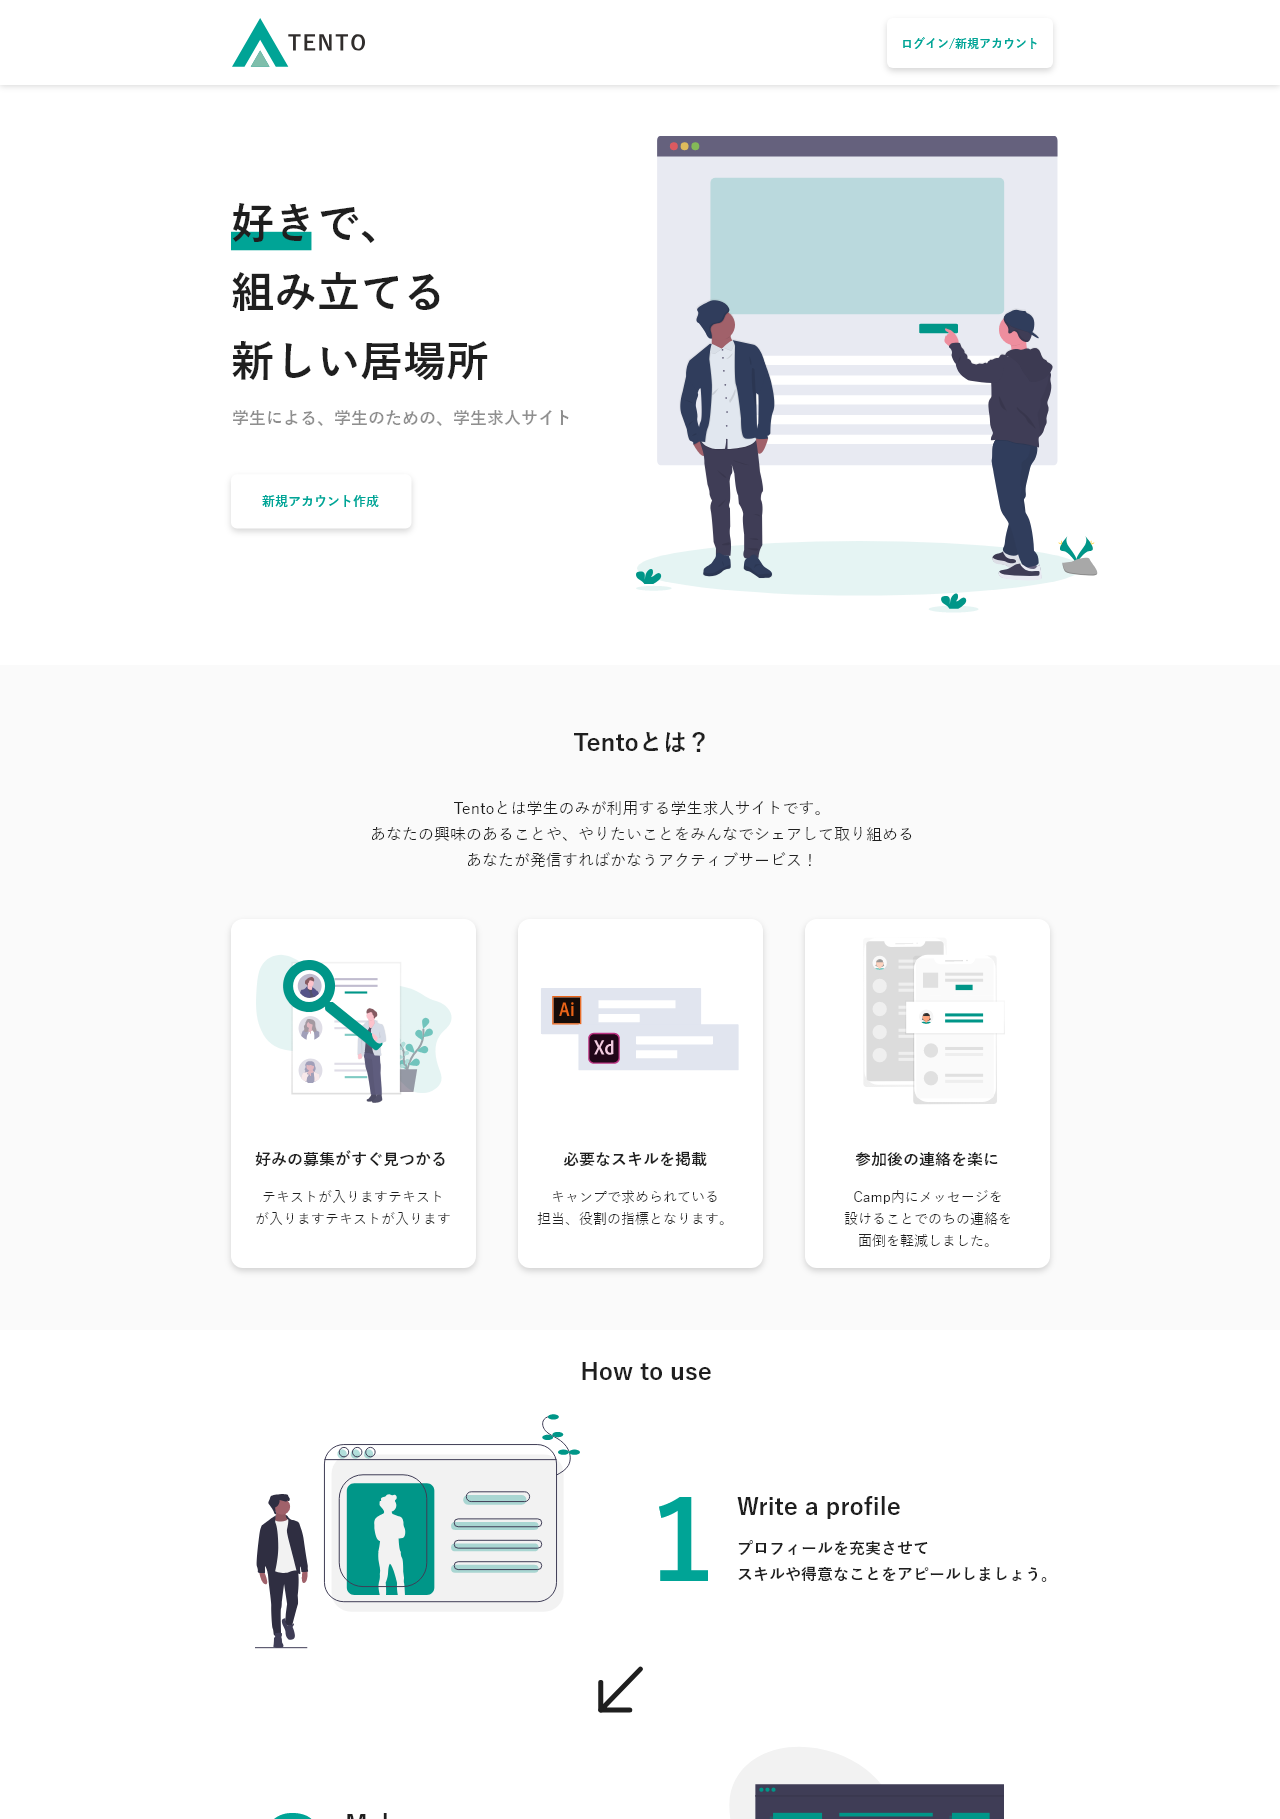 TENTO
ログイン/新規アカウント
好きで、
組み立てる
新しい居場所
学生による、学生のための、学生求人サイト
新規アカウント作成
Tentoとは？
Tentoとは学生のみが利用する学生求人サイトです。
あなたの興味のあることや、やりたいことをみんなでシェアして取り組める
あなたが発信すればかなうアクティブサービス！
Ai
Xd
好みの募集がすぐ見つかる
テキストが入りますテキスト
が入りますテキストが入ります
必要なスキルを掲載
キャンプで求められている
担当、役割の指標となります。
参加後の連絡を楽に
Camp内にメッセージを
設けることでのちの連絡を
面倒を軽減しました。
How to use
1
Write a profile
プロフィールを充実させて
スキルや得意なことをアピールしましょう。